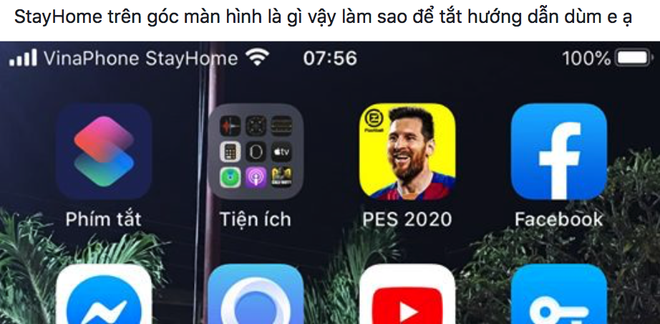 StayHome trên góc màn hình là gì vậy làm sao để tắt hướng dẫn dùm e ạ
VinaPhone StayHome 07:56 100%
Phím tắt Tiện ích PES 2020 Facebook